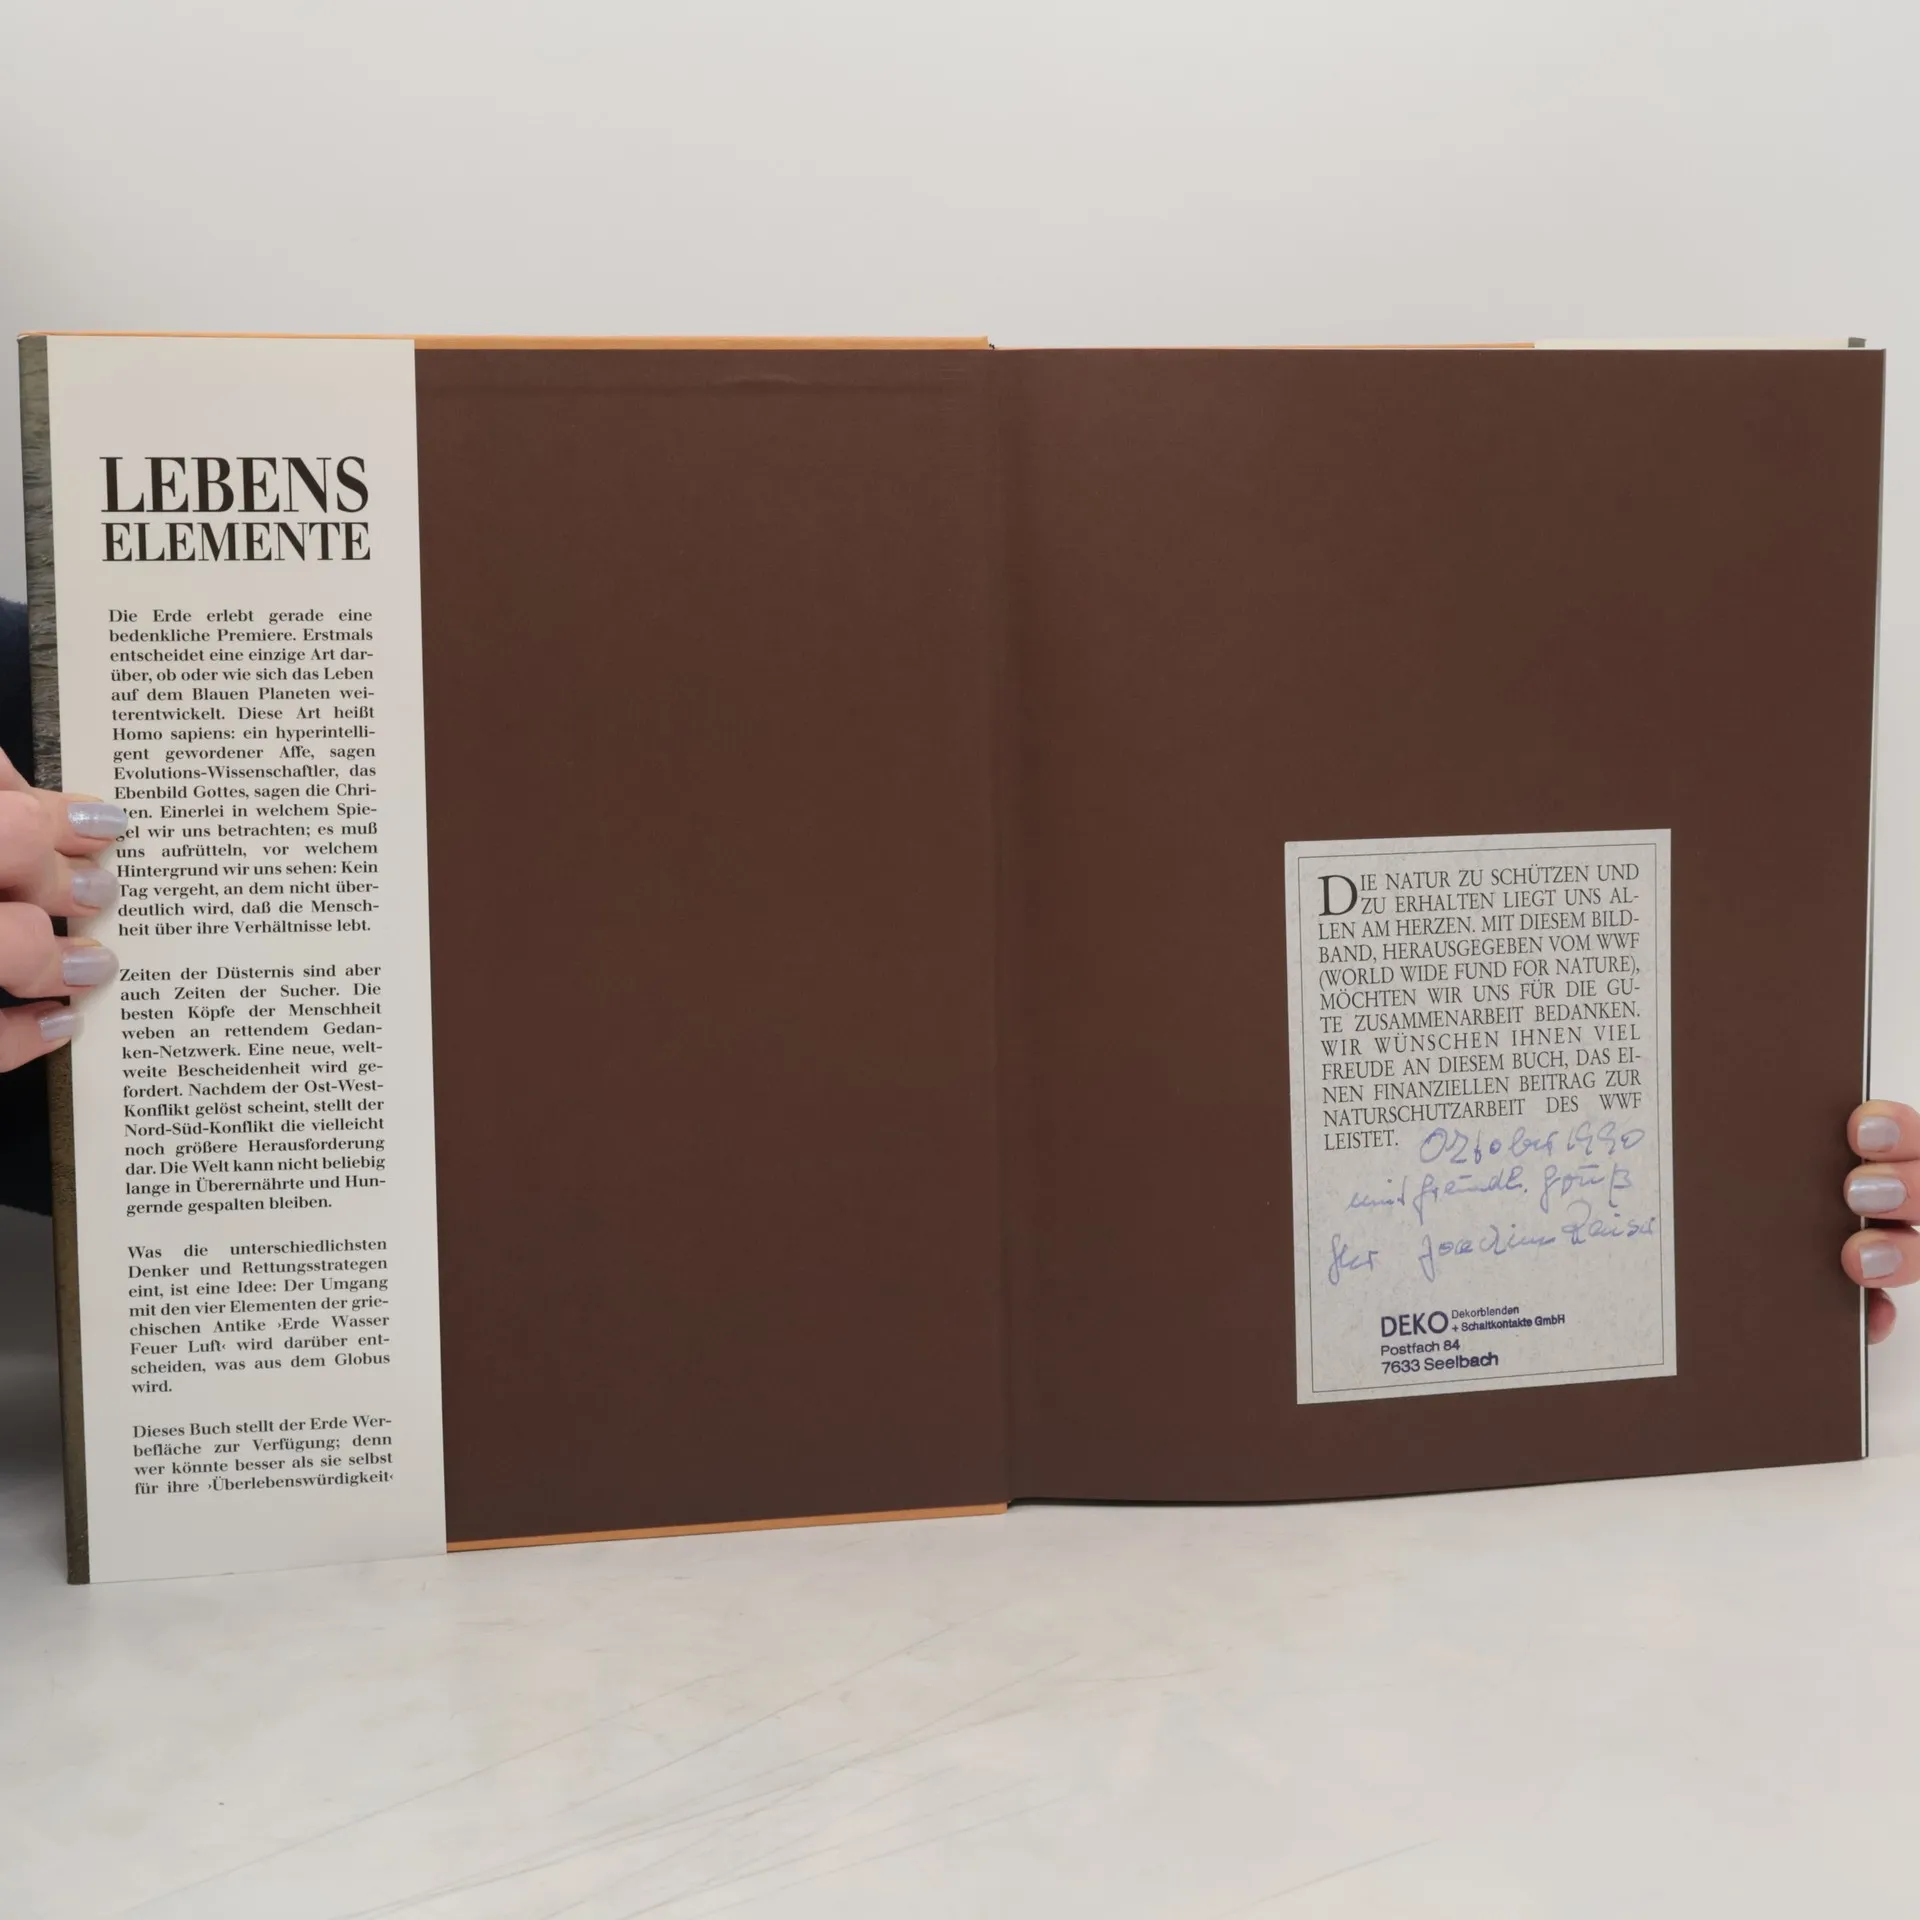 LEBENS
ELEMENTE
Die Erde erlebt gerade eine
bedenkliche Premiere. Erstmals
entscheidet eine einzige Art dar-
über, ob oder wie sich das Leben
auf dem Blauen Planeten wei-
terentwickelt. Diese Art heißt
Homo sapiens: ein hyperintelli-
gent gewordener Affe, sagen
Evolutions-Wissenschaftler, das
Ebenbild Gottes, sagen die Chri-
ten. Einerlei in welchem Spie-
gel wir uns betrachten; es muß
uns aufrütteln, vor welchem
Hintergrund wir uns sehen: Kein
Tag vergeht, an dem nicht über-
deutlich wird, daß die Mensch-
heit über ihre Verhältnisse lebt.
Zeiten der Düsternis sind aber
auch Zeiten der Sucher. Die
besten Köpfe der Menschheit
weben an rettendem Gedan-
ken-Netzwerk. Eine neue, welt-
weite Bescheidenheit wird ge-
fordert. Nachdem der Ost-West-
Konflikt gelöst scheint, stellt der
Nord-Süd-Konflikt die vielleicht
noch größere Herausforderung
dar. Die Welt kann nicht beliebig
lange in Überernährte und Hun-
gernde gespalten bleiben.
Was die unterschiedlichsten
Denker und Rettungsstrategen
eint, ist eine Idee: Der Umgang
mit den vier Elementen der grie-
chischen Antike ›Erde Wasser
Feuer Luft‹ wird darüber ent-
scheiden, was aus dem Globus
wird.
Dieses Buch stellt der Erde Wer-
befläche zur Verfügung; denn
wer könnte besser als sie selbst
für ihre ›Überlebenswürdigkeit‹
DIE NATUR ZU SCHÜTZEN UND
ZU ERHALTEN LIEGT UNS AL-
LEN AM HERZEN. MIT DIESEM BILD-
BAND, HERAUSGEGEBEN VOM WWF
(WORLD WIDE FUND FOR NATURE),
MÖCHTEN WIR UNS FÜR DIE GU-
TE ZUSAMMENARBEIT BEDANKEN.
WIR WÜNSCHEN IHNEN VIEL
FREUDE AN DIESEM BUCH, DAS EI-
NEN FINANZIELLEN BEITRAG ZUR
NATURSCHUTZARBEIT DES WWF
LEISTET.
Oktober 1990
mit freundl. Gruß
Joachim
DEKO Dekorblenden
+ Schaltkontakte GmbH
Postfach 84
7633 Seelbach